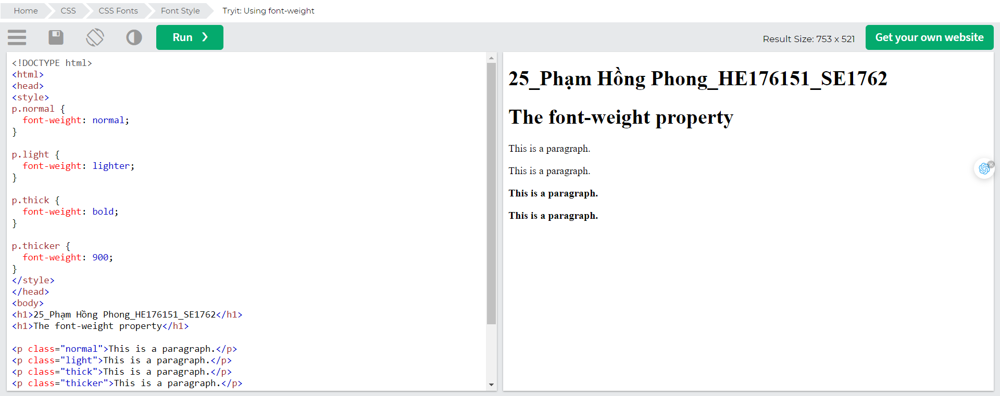 Home CSS CSS Fonts Font Style Tryit: Using font-weight
Run ❯ Result Size: 753 x 521 Get your own website
<!DOCTYPE html>
<html>
<head>
<style>
p.normal {
  font-weight: normal;
}
p.light {
  font-weight: lighter;
}
p.thick {
  font-weight: bold;
}
p.thicker {
  font-weight: 900;
}
</style>
</head>
<body>
<h1>25_Phạm Hồng Phong_HE176151_SE1762</h1>
<h1>The font-weight property</h1>
<p class="normal">This is a paragraph.</p>
<p class="light">This is a paragraph.</p>
<p class="thick">This is a paragraph.</p>
<p class="thicker">This is a paragraph.</p>
25_Phạm Hồng Phong_HE176151_SE1762
The font-weight property
This is a paragraph.
This is a paragraph.
This is a paragraph.
This is a paragraph.